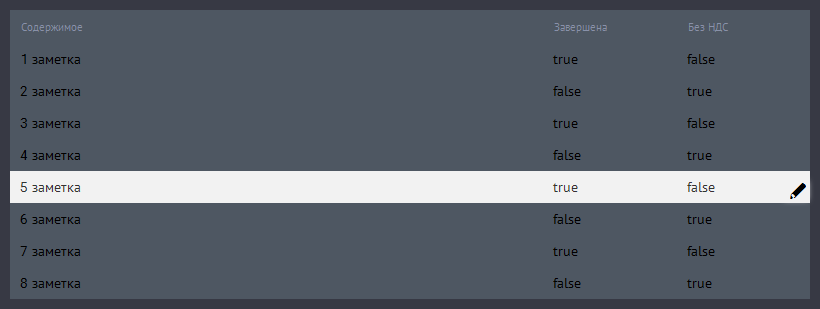 Содержимое Завершена Без НДС
1 заметка true false
2 заметка false true
3 заметка true false
4 заметка false true
5 заметка true false
6 заметка false true
7 заметка true false
8 заметка false true